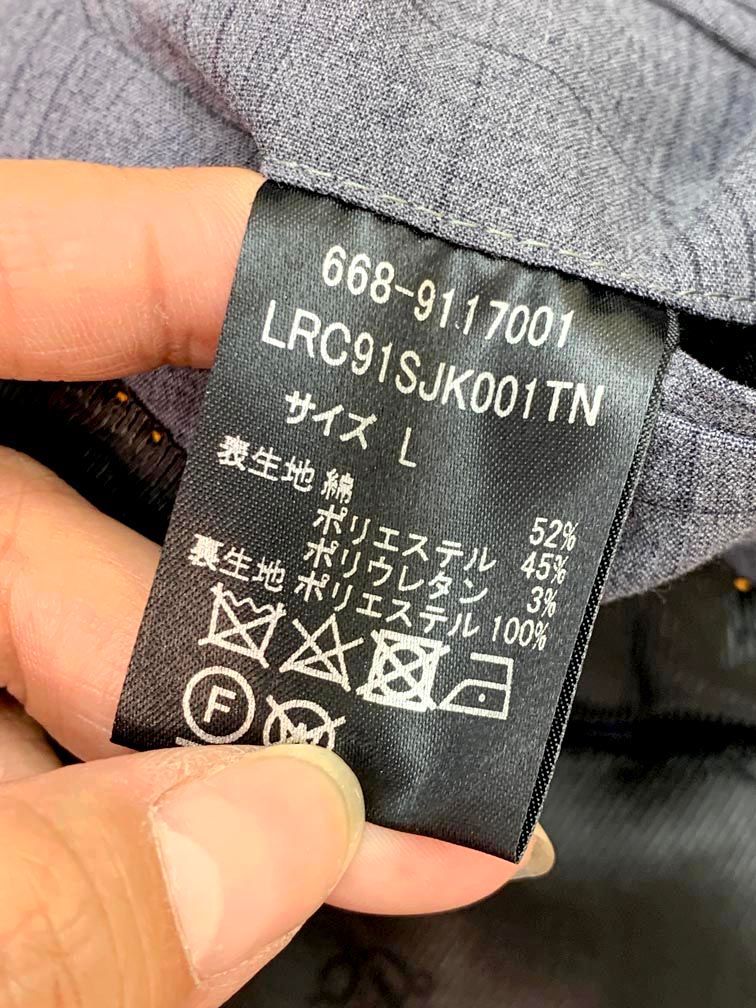 668-9117001
LRC91SJK001TN
サイズ L
表生地 綿 52%
ポリエステル 45%
ポリウレタン 3%
裏生地 ポリエステル 100%
F
W